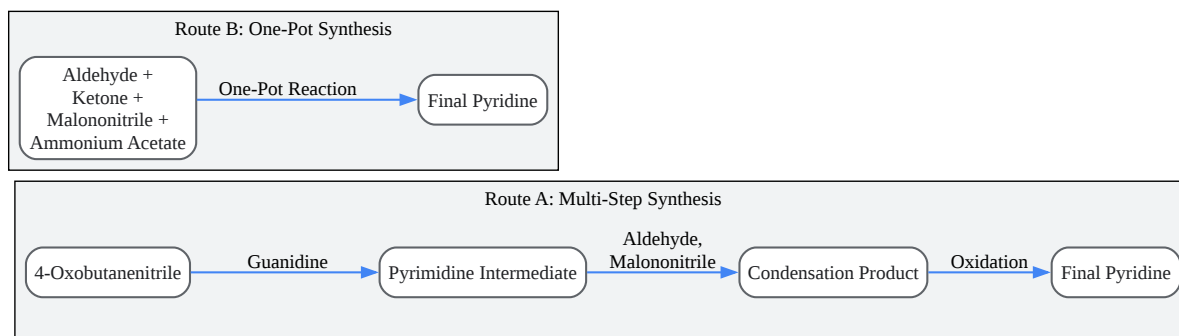 Route B: One-Pot Synthesis
Aldehyde +
Ketone +
Malononitrile +
Ammonium Acetate
One-Pot Reaction
Final Pyridine
Route A: Multi-Step Synthesis
4-Oxobutanenitrile
Guanidine
Pyrimidine Intermediate
Aldehyde,
Malononitrile
Condensation Product
Oxidation
Final Pyridine